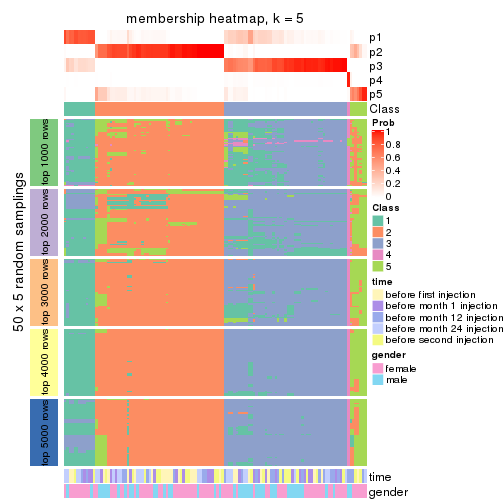 membership heatmap, k = 5
p1
p2
p3
p4
p5
Class
Prob
1
0.8
0.6
0.4
0.2
0
Class
1
2
3
4
5
time
before first injection
before month 1 injection
before month 12 injection
before month 24 injection
before second injection
gender
female
male
50 x 5 random samplings
top 1000 rows
top 2000 rows
top 3000 rows
top 4000 rows
top 5000 rows
time
gender